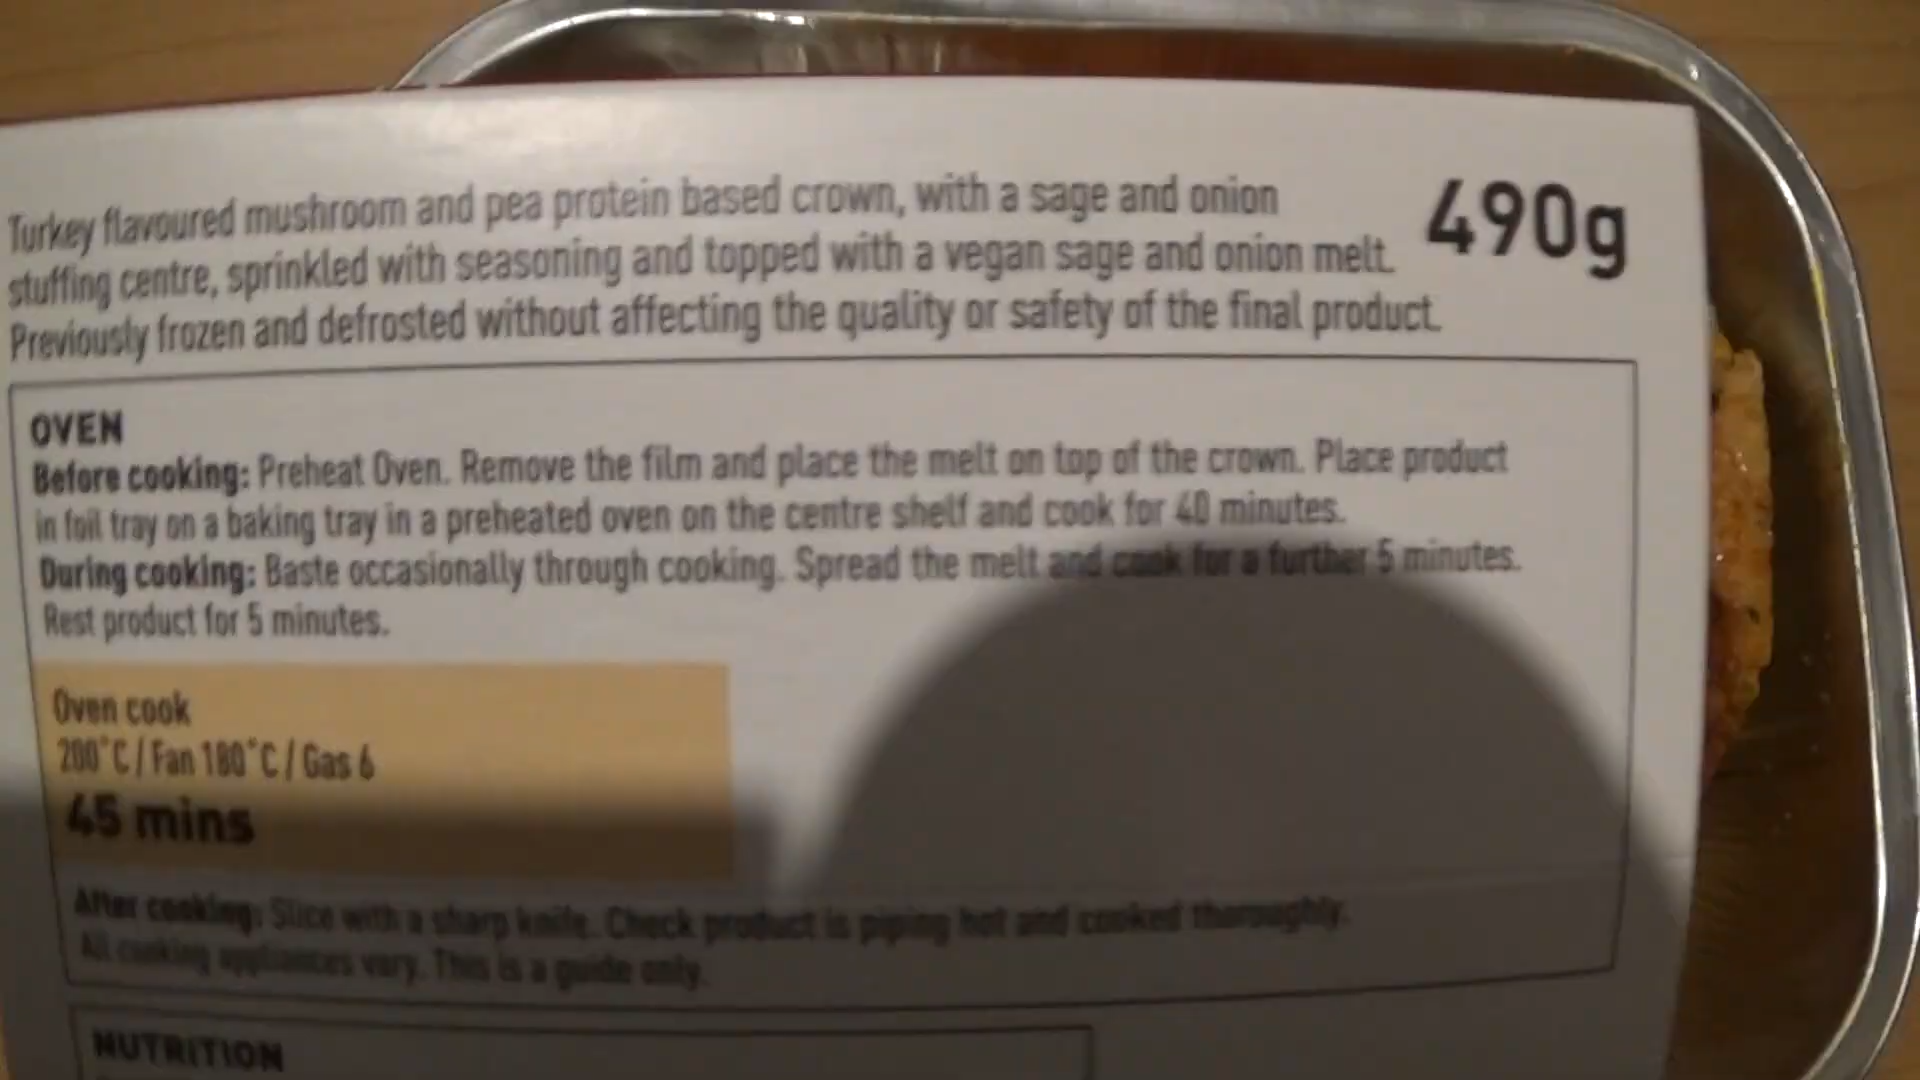 Turkey flavoured mushroom and pea protein based crown, with a sage and onion
stuffing centre, sprinkled with seasoning and topped with a vegan sage and onion melt.
Previously frozen and defrosted without affecting the quality or safety of the final product.
490g
OVEN
Before cooking: Preheat Oven. Remove the film and place the melt on top of the crown. Place product
in foil tray on a baking tray in a preheated oven on the centre shelf and cook for 40 minutes.
During cooking: Baste occasionally through cooking. Spread the melt and cook for a further 5 minutes.
Rest product for 5 minutes.
Oven cook
200°C / Fan 180°C / Gas 6
45 mins
After cooking: Slice with a sharp knife. Check product is piping hot and cooked thoroughly.
All cooking appliances vary. This is a guide only.
NUTRITION